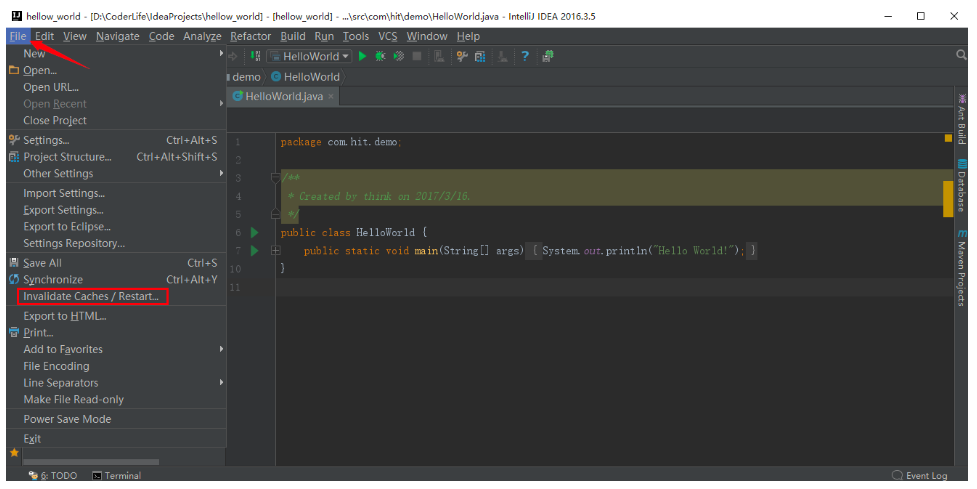 hellow_world - [D:\CoderLife\IdeaProjects\hellow_world] - [hellow_world] - ...\src\com\hit\demo\HelloWorld.java - IntelliJ IDEA 2016.3.5
File Edit View Navigate Code Analyze Refactor Build Run Tools VCS Window Help
New
HelloWorld
Open...
demo HelloWorld
Open URL...
Open Recent
HelloWorld.java
Close Project
Settings... Ctrl+Alt+S
Project Structure... Ctrl+Alt+Shift+S
Other Settings
Import Settings...
Export Settings...
Export to Eclipse...
Settings Repository...
Save All Ctrl+S
Synchronize Ctrl+Alt+Y
Invalidate Caches / Restart...
Export to HTML...
Print...
Add to Favorites
File Encoding
Line Separators
Make File Read-only
Power Save Mode
Exit
1 package com.hit.demo;
2
3 /**
4 * Created by think on 2017/3/16.
5 */
6 public class HelloWorld {
7 public static void main(String[] args) { System.out.println("Hello World!"); }
10 }
11
Ant Build
Database
Maven Projects
6: TODO Terminal Event Log